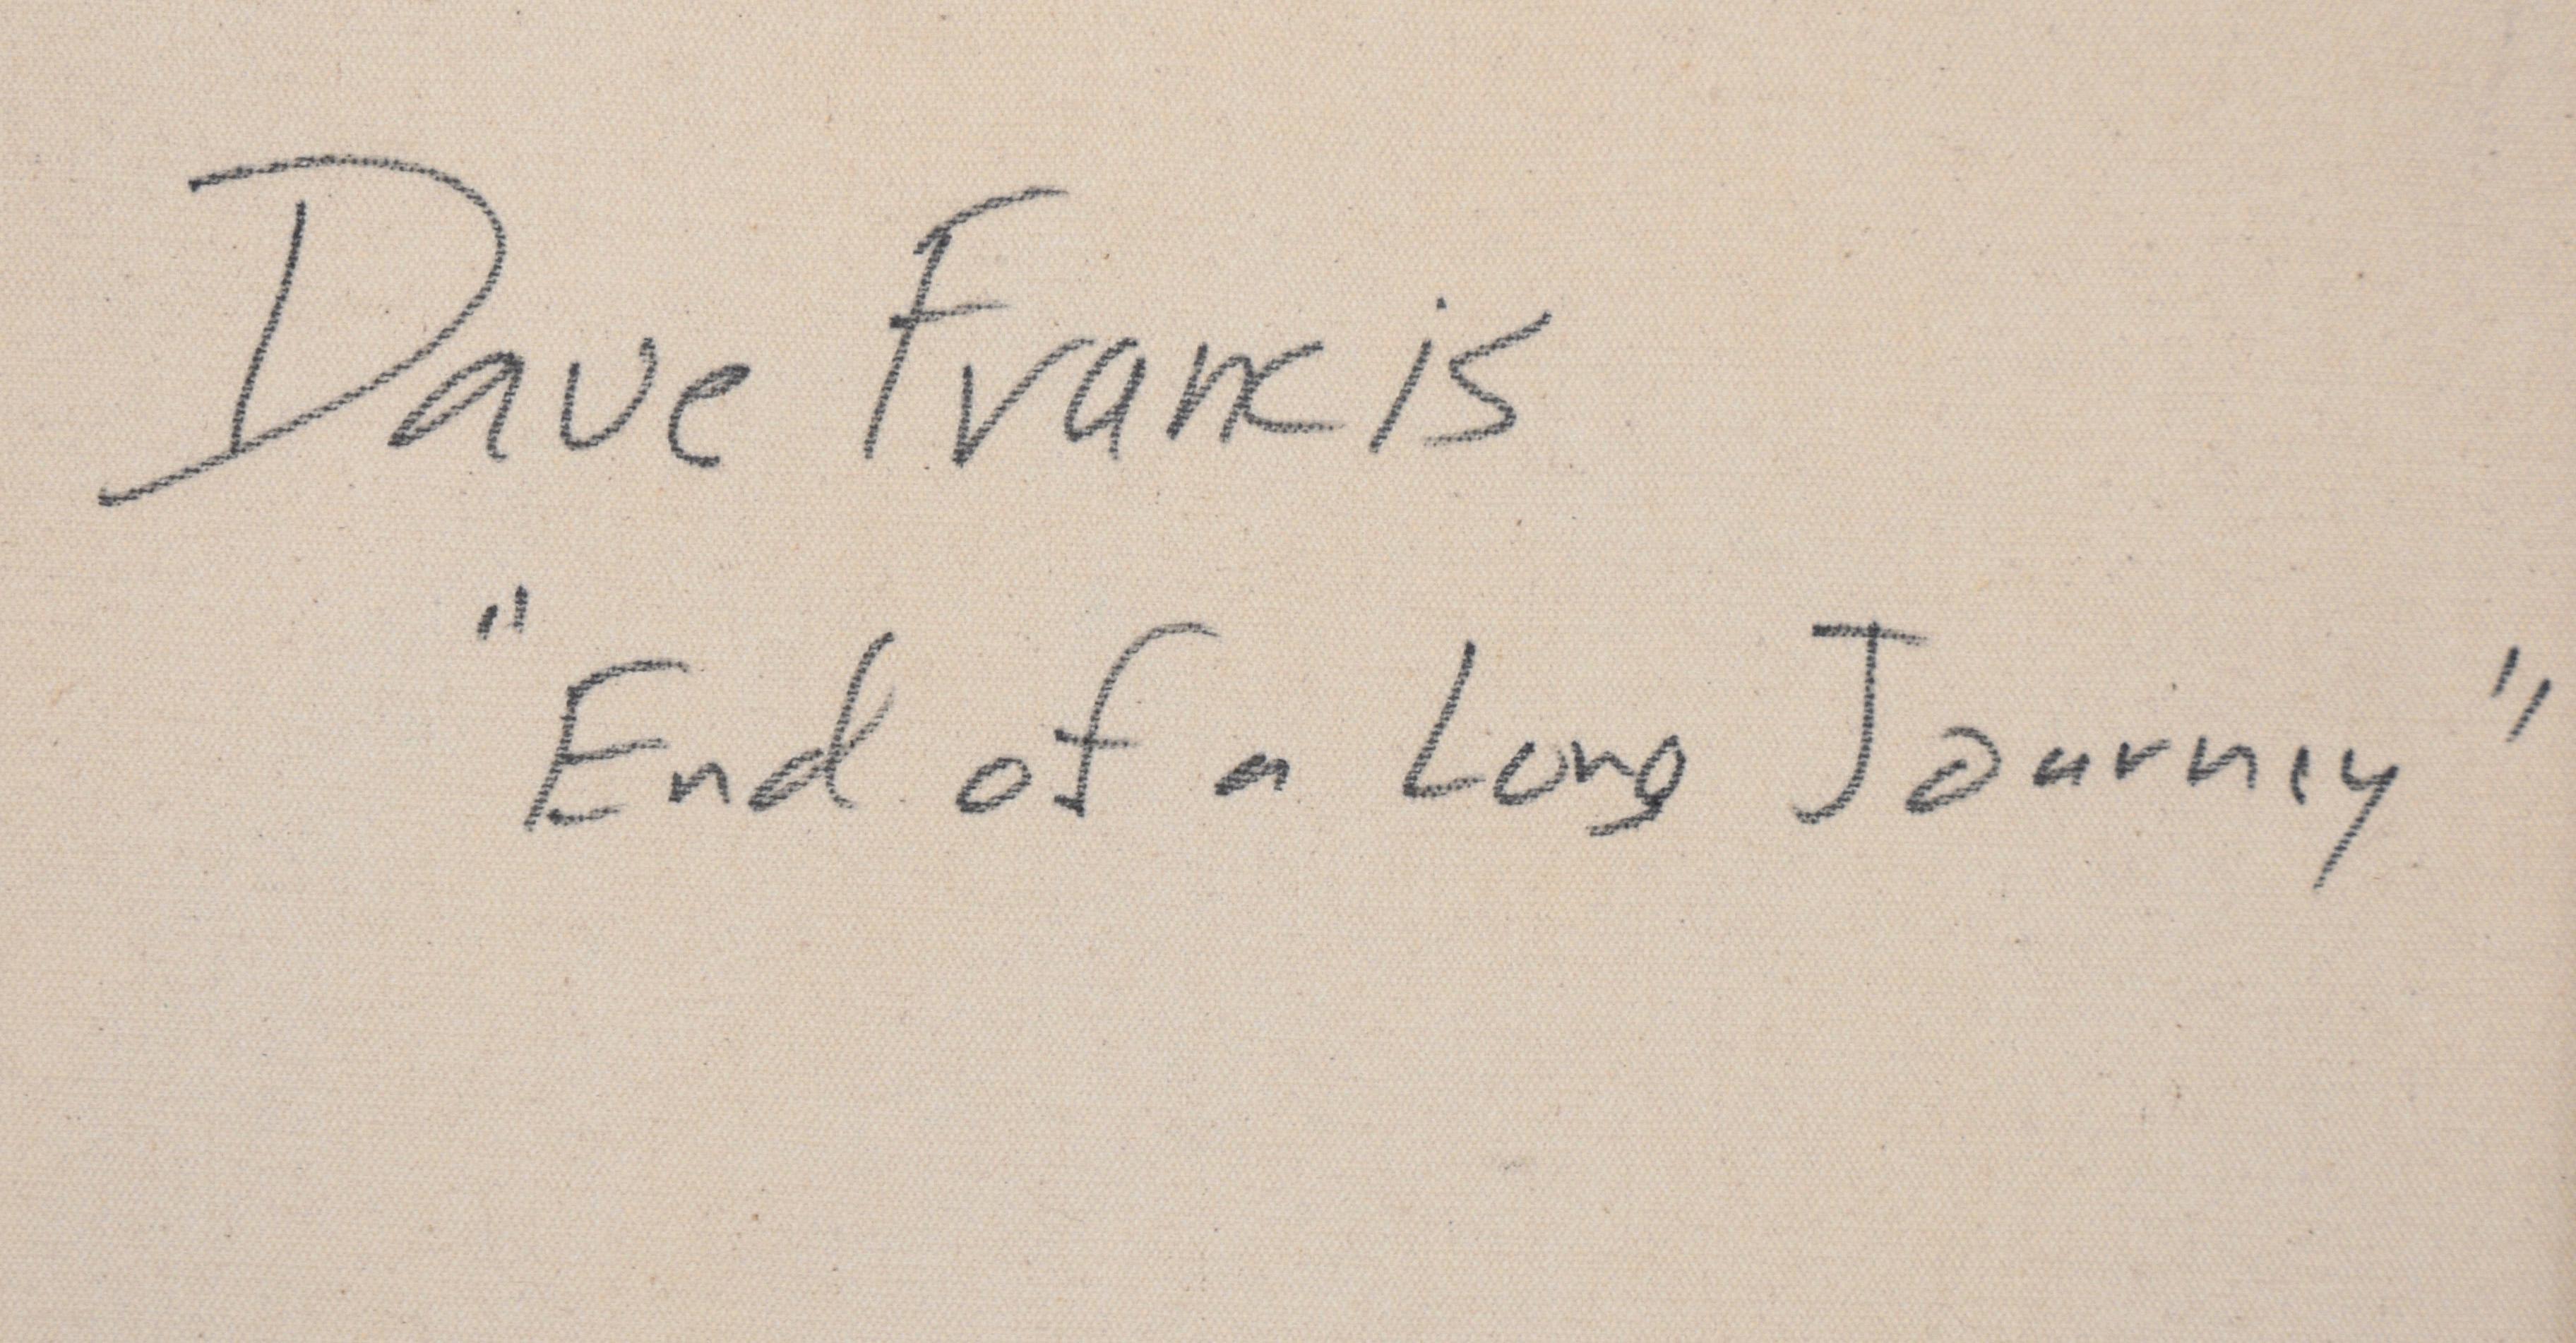 Dave Francis
"End of a Long Journey"